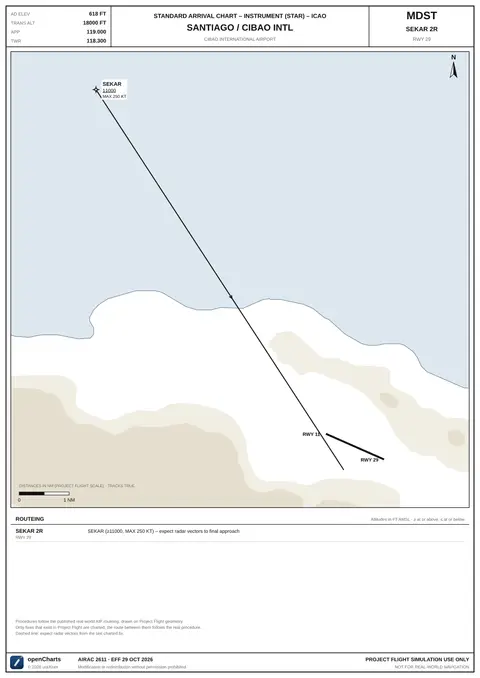 AD ELEV 618 FT
TRANS ALT 18000 FT
APP 119.000
TWR 118.300
STANDARD ARRIVAL CHART – INSTRUMENT (STAR) – ICAO
SANTIAGO / CIBAO INTL
CIBAO INTERNATIONAL AIRPORT
MDST
SEKAR 2R
RWY 29
N
SEKAR
11000
MAX 250 KT
RWY 11
RWY 29
DISTANCES IN NM (PROJECT FLIGHT SCALE) · TRACKS TRUE
0 1 NM
ROUTEING
Altitudes in FT AMSL · ≥ at or above, ≤ at or below.
SEKAR 2R
RWY 29
SEKAR (≥11000, MAX 250 KT) – expect radar vectors to final approach
Procedures follow the published real-world AIP routeing, drawn on Project Flight geometry.
Only fixes that exist in Project Flight are charted; the route between them follows the real procedure.
Dashed line: expect radar vectors from the last charted fix.
openCharts
AIRAC 2611 · EFF 29 OCT 2026
Modification or redistribution without permission prohibited
PROJECT FLIGHT SIMULATION USE ONLY
NOT FOR REAL WORLD NAVIGATION